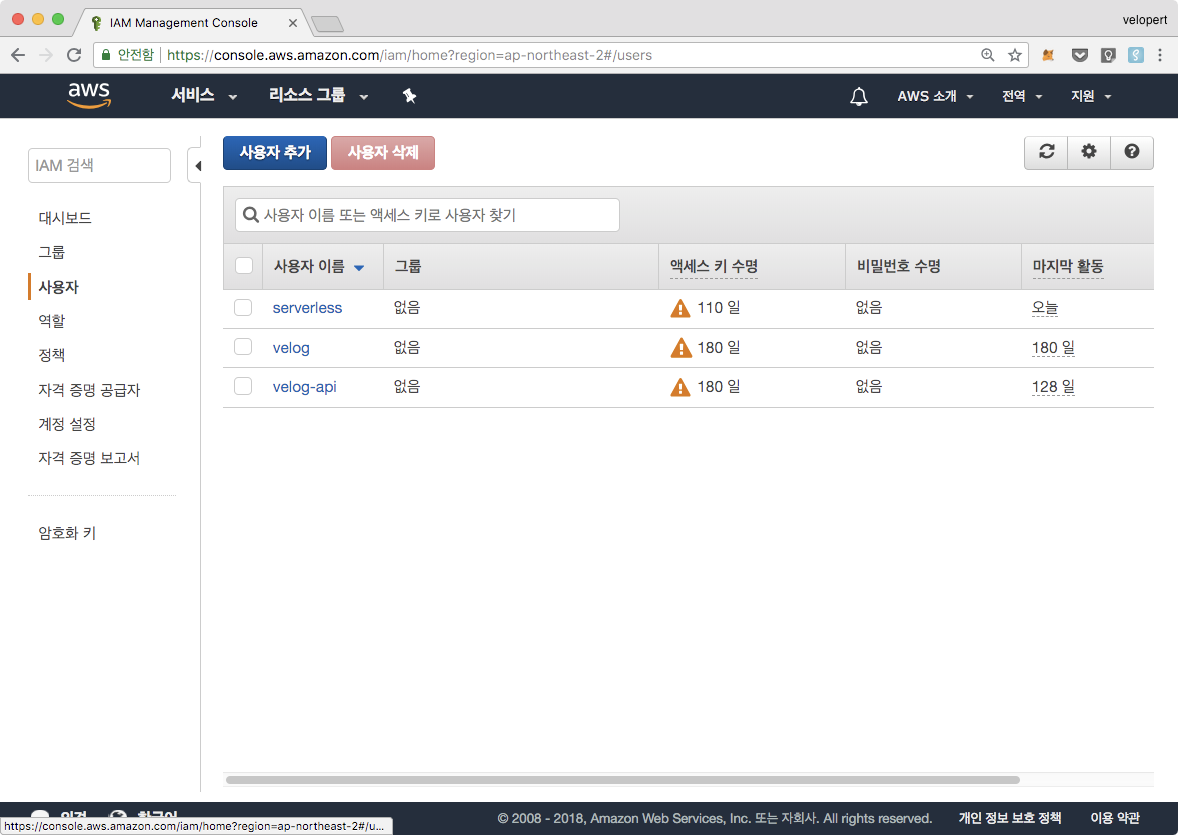 IAM Management Console
velopert
안전함 https://console.aws.amazon.com/iam/home?region=ap-northeast-2#/users
aws 서비스 리소스 그룹 AWS 소개 전역 지원
IAM 검색
대시보드
그룹
사용자
역할
정책
자격 증명 공급자
계정 설정
자격 증명 보고서
암호화 키
사용자 추가 사용자 삭제
사용자 이름 또는 액세스 키로 사용자 찾기
사용자 이름 그룹 액세스 키 수명 비밀번호 수명 마지막 활동
serverless 없음 110 일 없음 오늘
velog 없음 180 일 없음 180 일
velog-api 없음 180 일 없음 128 일
의견 한국어
© 2008 - 2018, Amazon Web Services, Inc. 또는 자회사. All rights reserved. 개인 정보 보호 정책 이용 약관
https://console.aws.amazon.com/iam/home?region=ap-northeast-2#/u...